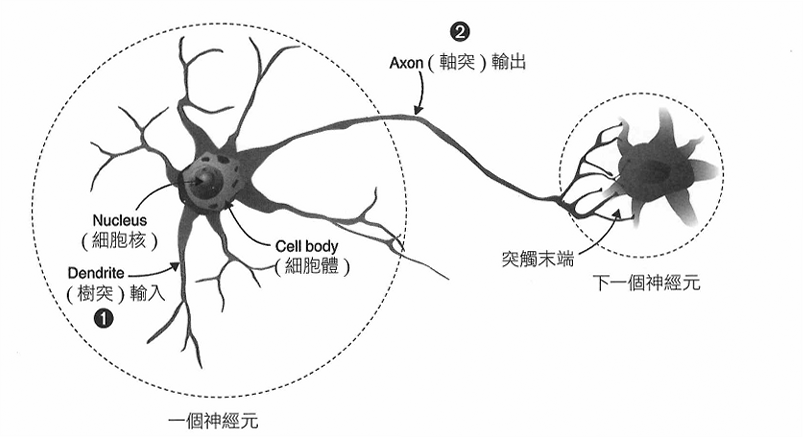 ❷
Axon ( 軸突 ) 輸出
Nucleus
( 細胞核 )
Cell body
( 細胞體 )
Dendrite
( 樹突 ) 輸入
❶
突觸末端
下一個神經元
一個神經元